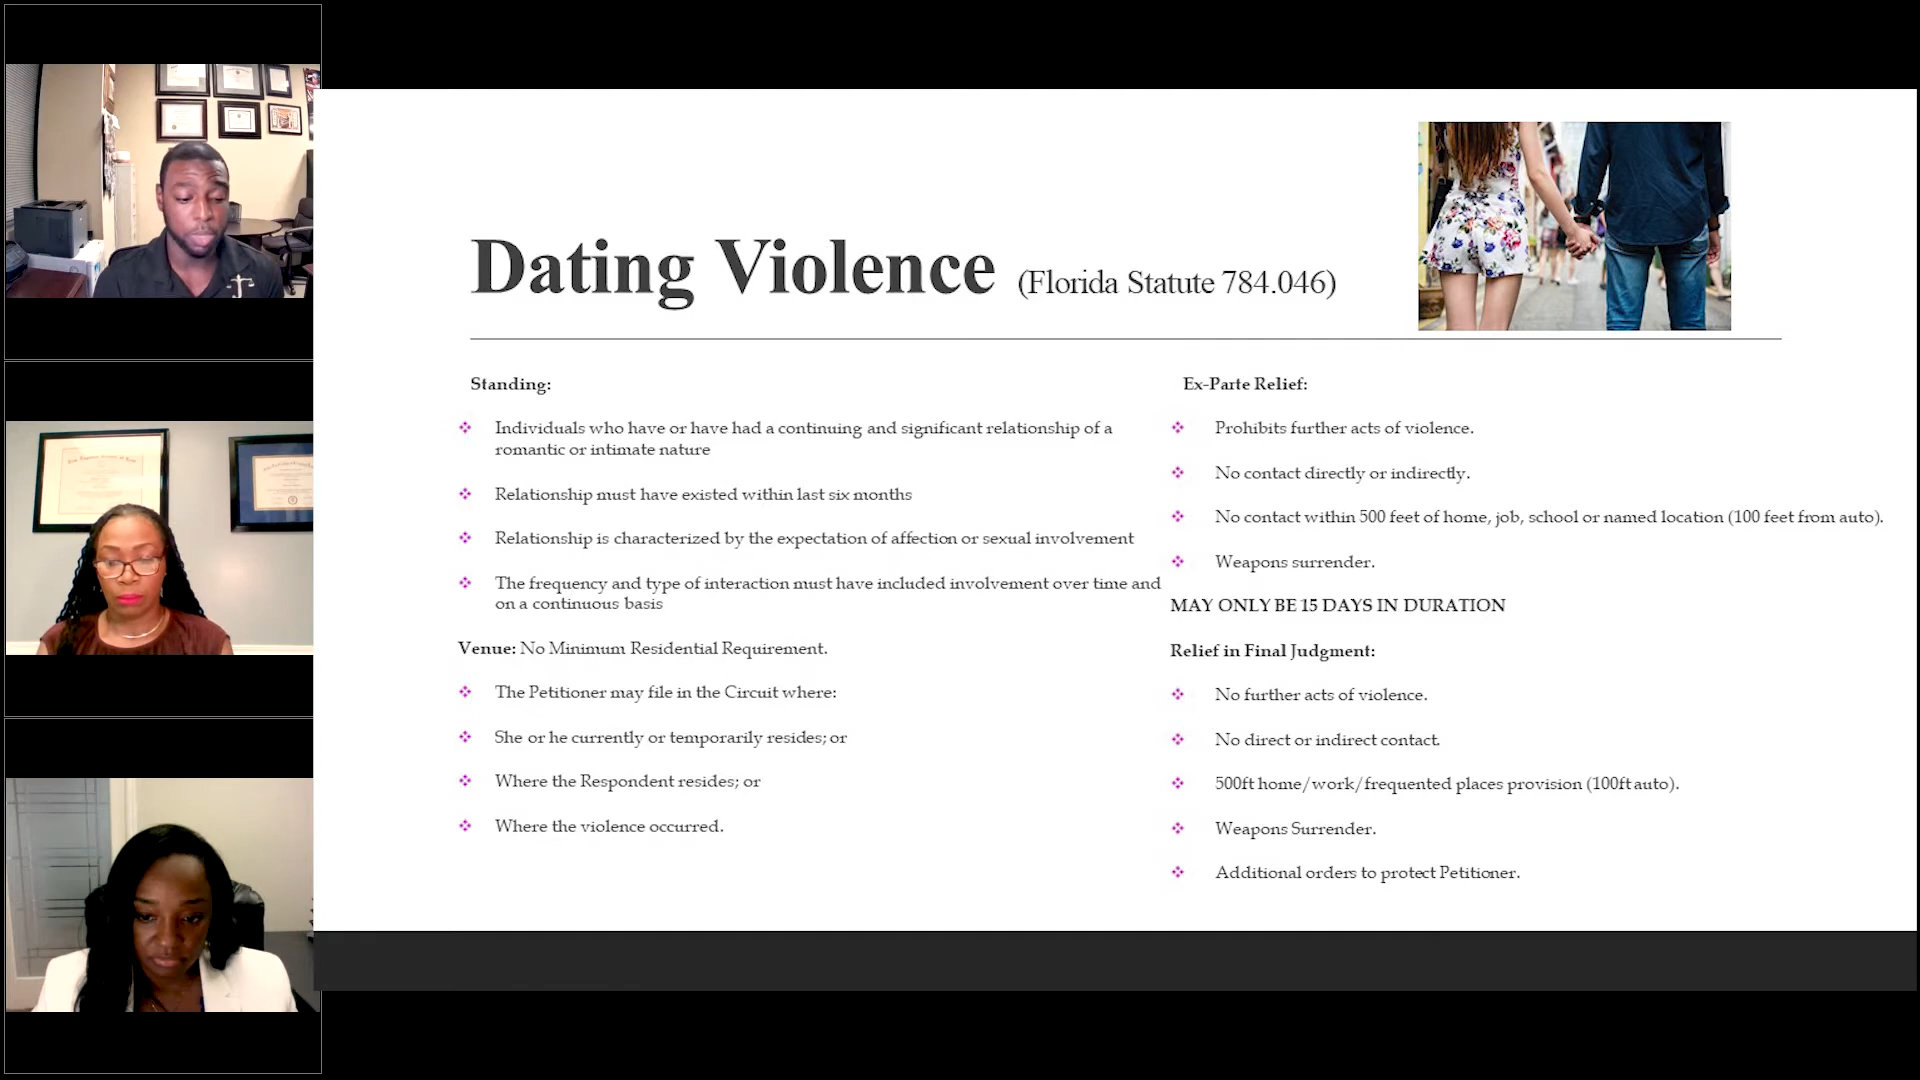 Dating Violence (Florida Statute 784.046)
Standing:
Individuals who have or have had a continuing and significant relationship of a
romantic or intimate nature
Relationship must have existed within last six months
Relationship is characterized by the expectation of affection or sexual involvement
The frequency and type of interaction must have included involvement over time and
on a continuous basis
Venue: No Minimum Residential Requirement.
The Petitioner may file in the Circuit where:
She or he currently or temporarily resides; or
Where the Respondent resides; or
Where the violence occurred.
Ex-Parte Relief:
Prohibits further acts of violence.
No contact directly or indirectly.
No contact within 500 feet of home, job, school or named location (100 feet from auto).
Weapons surrender.
MAY ONLY BE 15 DAYS IN DURATION
Relief in Final Judgment:
No further acts of violence.
No direct or indirect contact.
500ft home/work/frequented places provision (100ft auto).
Weapons Surrender.
Additional orders to protect Petitioner.